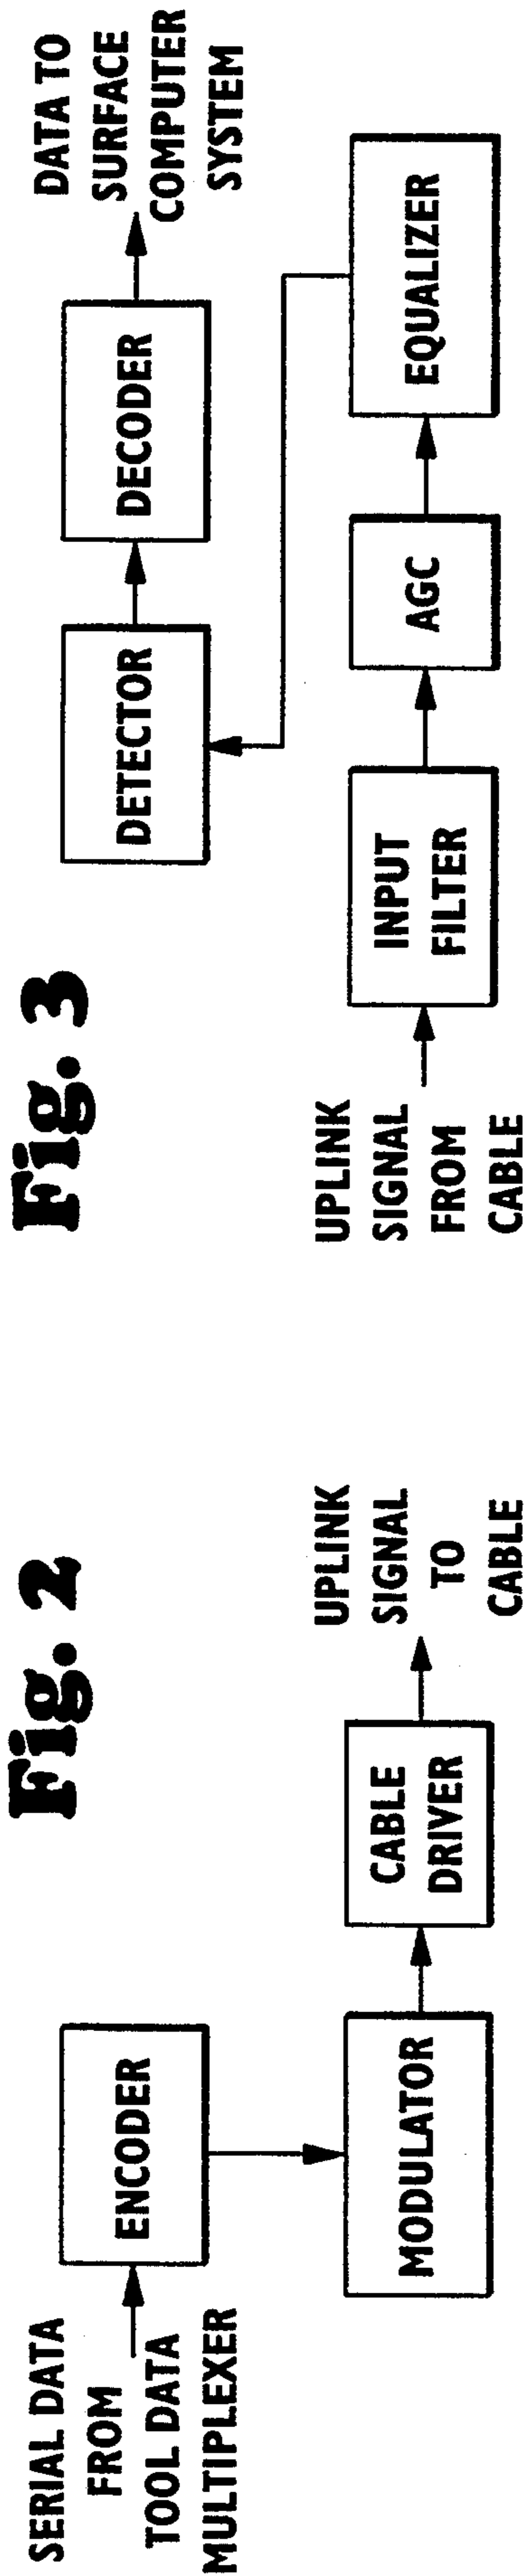 Fig. 2
SERIAL DATA
FROM
TOOL DATA
MULTIPLEXER
ENCODER
MODULATOR
CABLE
DRIVER
UPLINK
SIGNAL
TO
CABLE
Fig. 3
UPLINK
SIGNAL
FROM
CABLE
INPUT
FILTER
AGC
EQUALIZER
DETECTOR
DECODER
DATA TO
SURFACE
COMPUTER
SYSTEM